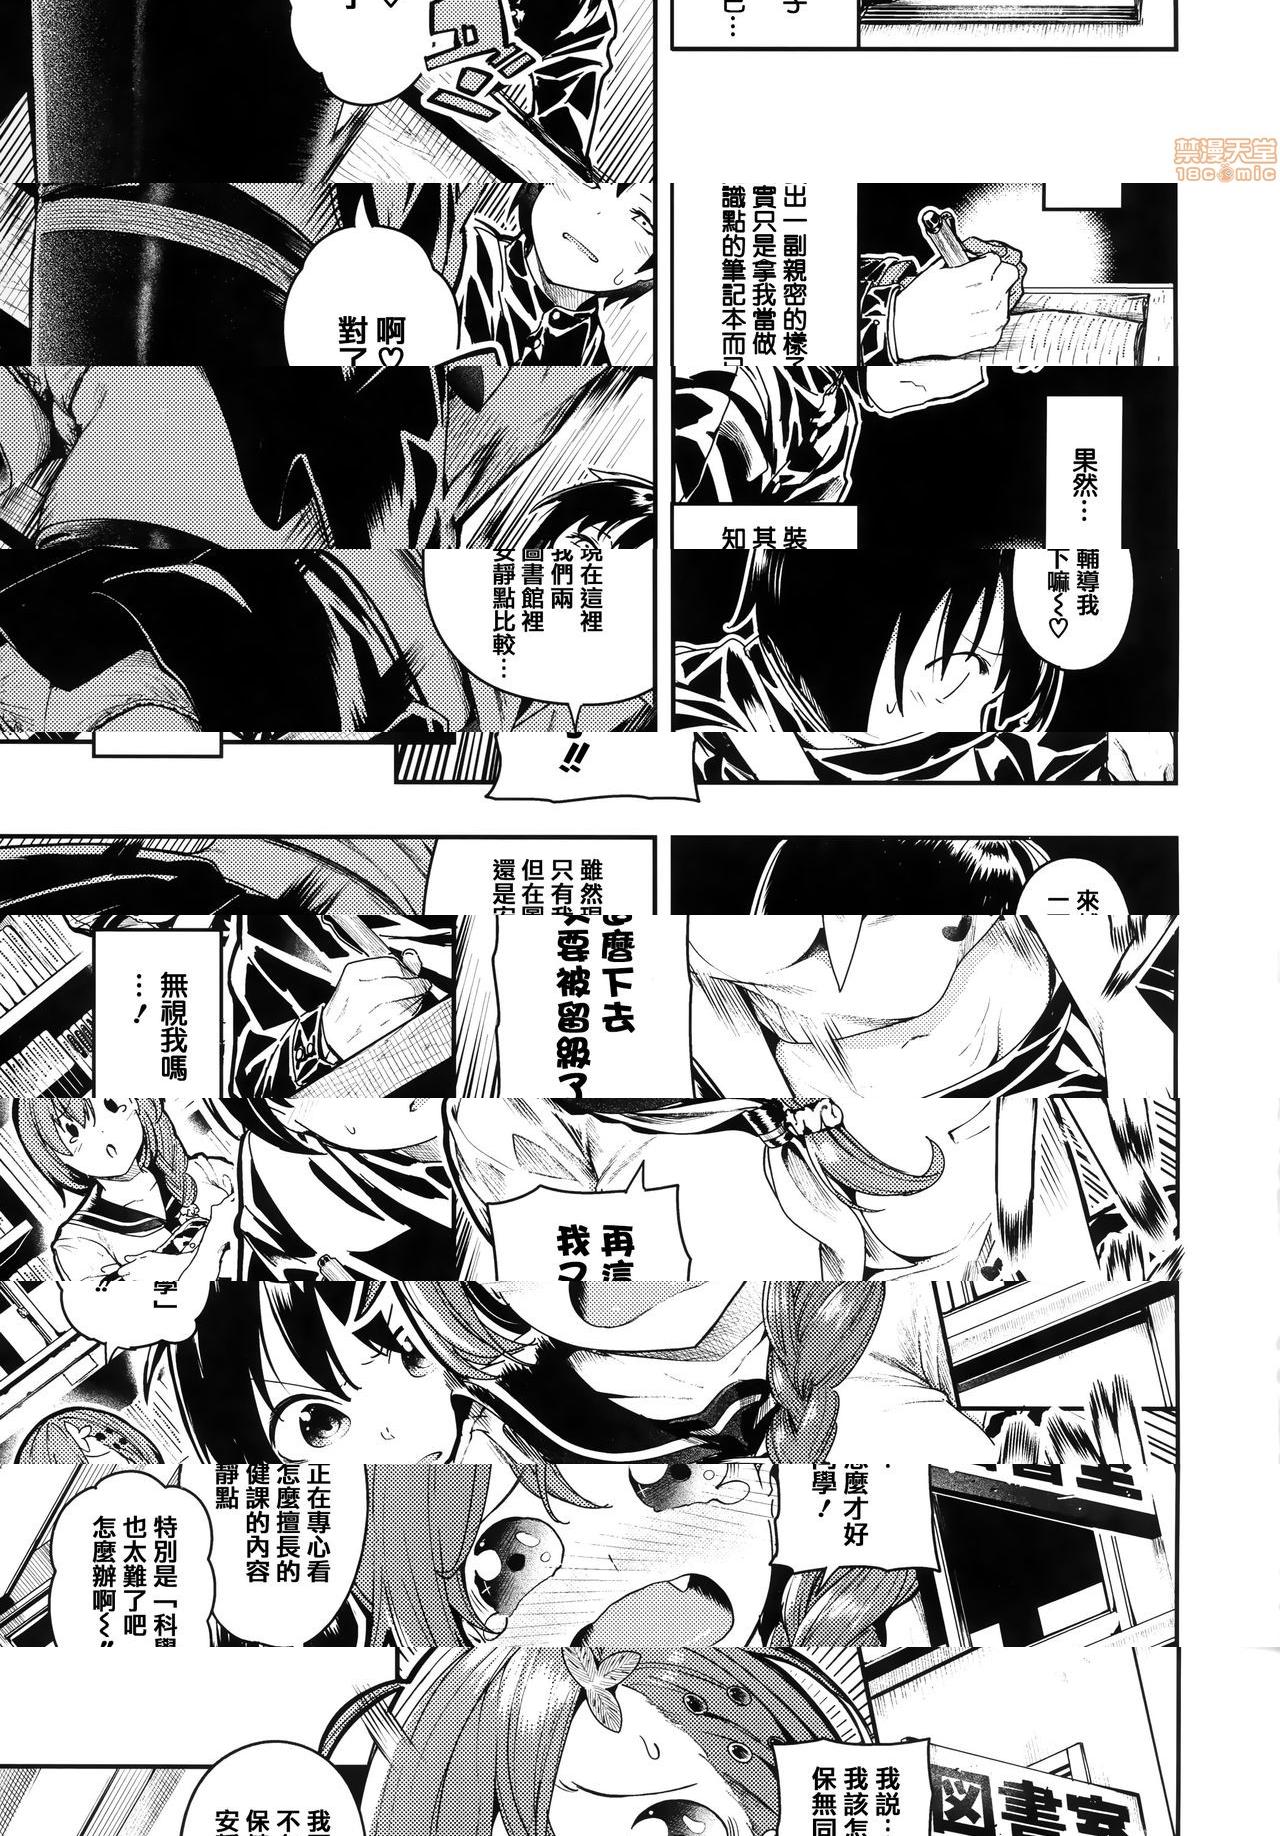 禁漫天堂
18comic
図書室
我說…
我該怎麼才好
保無同學!
再這麼下去
我又要被留級了
!!
我正在專心看
不怎麼擅長的
保健課的內容
安靜點
特別是「科學」
也太難了吧
怎麼辦啊〜!!
無視我嗎
…!
雖然現在這裡
只有我們兩
但在圖書館裡
還是安靜點比較…
來輔導我
一下嘛〜♡
果然…
裝出一副親密的樣子
其實只是拿我當做
知識點的筆記本而已…
啊♡
對了♡